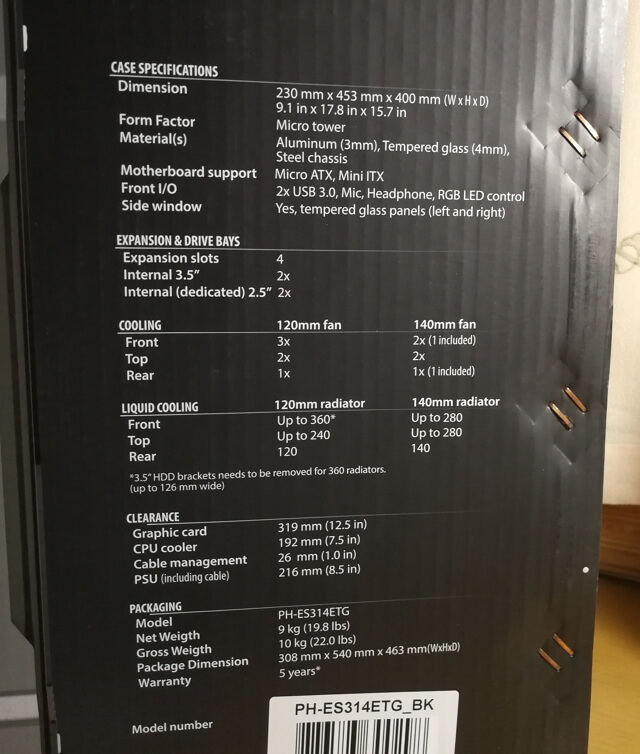 CASE SPECIFICATIONS
Dimension 230 mm x 453 mm x 400 mm (W x H x D)
9.1 in x 17.8 in x 15.7 in
Form Factor Micro tower
Material(s) Aluminum (3mm), Tempered glass (4mm),
Steel chassis
Motherboard support Micro ATX, Mini ITX
Front I/O 2x USB 3.0, Mic, Headphone, RGB LED control
Side window Yes, tempered glass panels (left and right)
EXPANSION & DRIVE BAYS
Expansion slots 4
Internal 3.5" 2x
Internal (dedicated) 2.5" 2x
COOLING 120mm fan 140mm fan
Front 3x 2x (1 included)
Top 2x 2x
Rear 1x 1x (1 included)
LIQUID COOLING 120mm radiator 140mm radiator
Front Up to 360* Up to 280
Top Up to 240 Up to 280
Rear 120 140
*3.5" HDD brackets needs to be removed for 360 radiators.
(up to 126 mm wide)
CLEARANCE
Graphic card 319 mm (12.5 in)
CPU cooler 192 mm (7.5 in)
Cable management 26 mm (1.0 in)
PSU (including cable) 216 mm (8.5 in)
PACKAGING
Model PH-ES314ETG
Net Weigth 9 kg (19.8 lbs)
Gross Weigth 10 kg (22.0 lbs)
Package Dimension 308 mm x 540 mm x 463 mm(WxHxD)
Warranty 5 years*
Model number PH-ES314ETG_BK